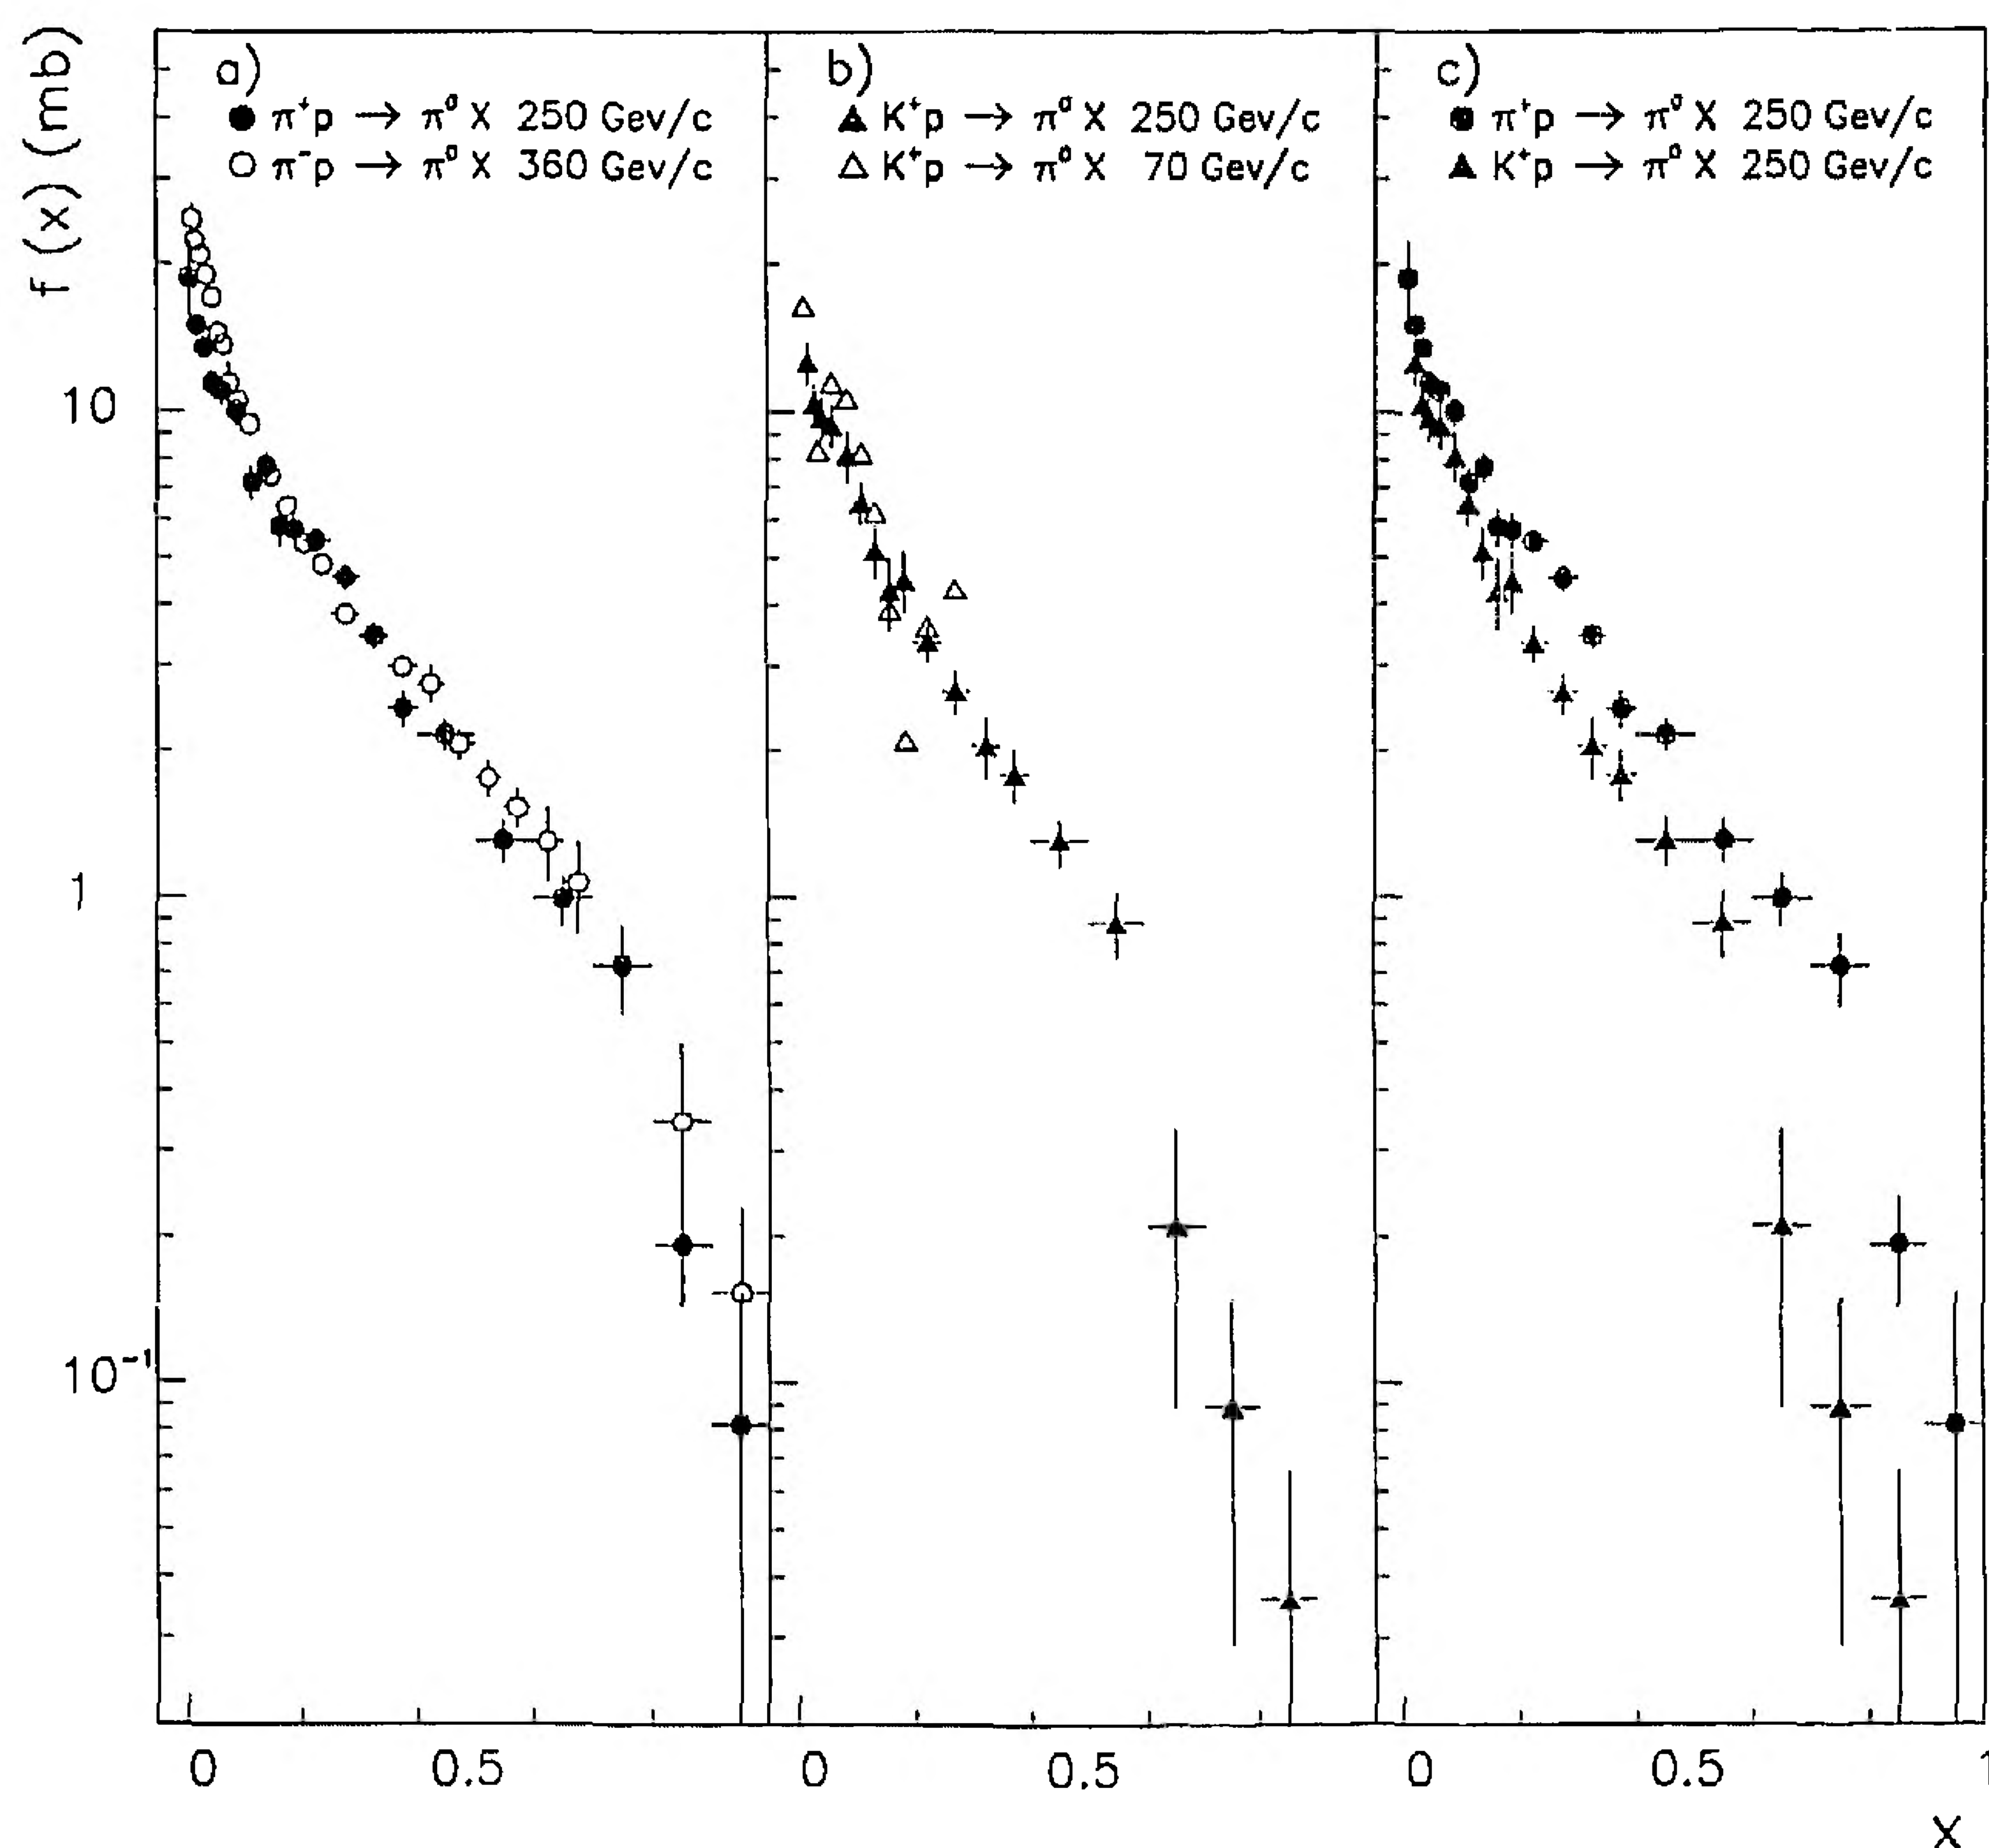 f (x) (mb)
a)
● π⁺p → π⁰ X 250 Gev/c
○ π⁻p → π⁰ X 360 Gev/c
b)
▲ K⁺p → π⁰ X 250 Gev/c
△ K⁺p → π⁰ X 70 Gev/c
c)
● π⁺p → π⁰ X 250 Gev/c
▲ K⁺p → π⁰ X 250 Gev/c
10
1
10⁻¹
0 0.5 0 0.5 0 0.5 1
X